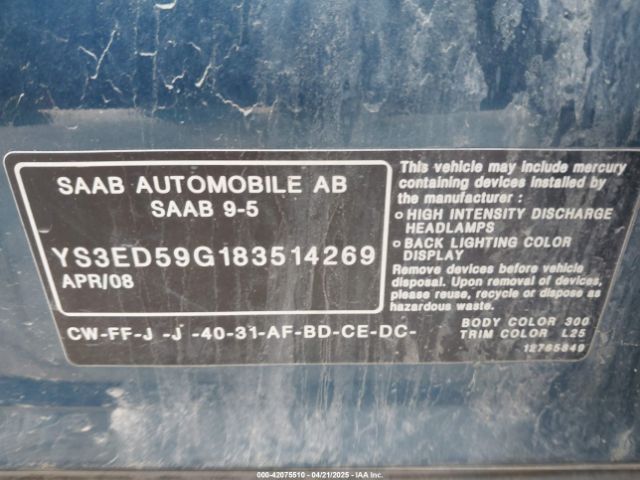 SAAB AUTOMOBILE AB
SAAB 9-5
YS3ED59G183514269
APR/08
CW-FF-J -J -40-31-AF-BD-CE-DC-
This vehicle may include mercury
containing devices installed by
the manufacturer :
o HIGH INTENSITY DISCHARGE
HEADLAMPS
o BACK LIGHTING COLOR
DISPLAY
Remove devices before vehicle
disposal. Upon removal of devices,
please reuse, recycle or dispose as
hazardous waste.
BODY COLOR 300
TRIM COLOR L25
12765849
000-42075510 - 04/21/2025 - IAA Inc.